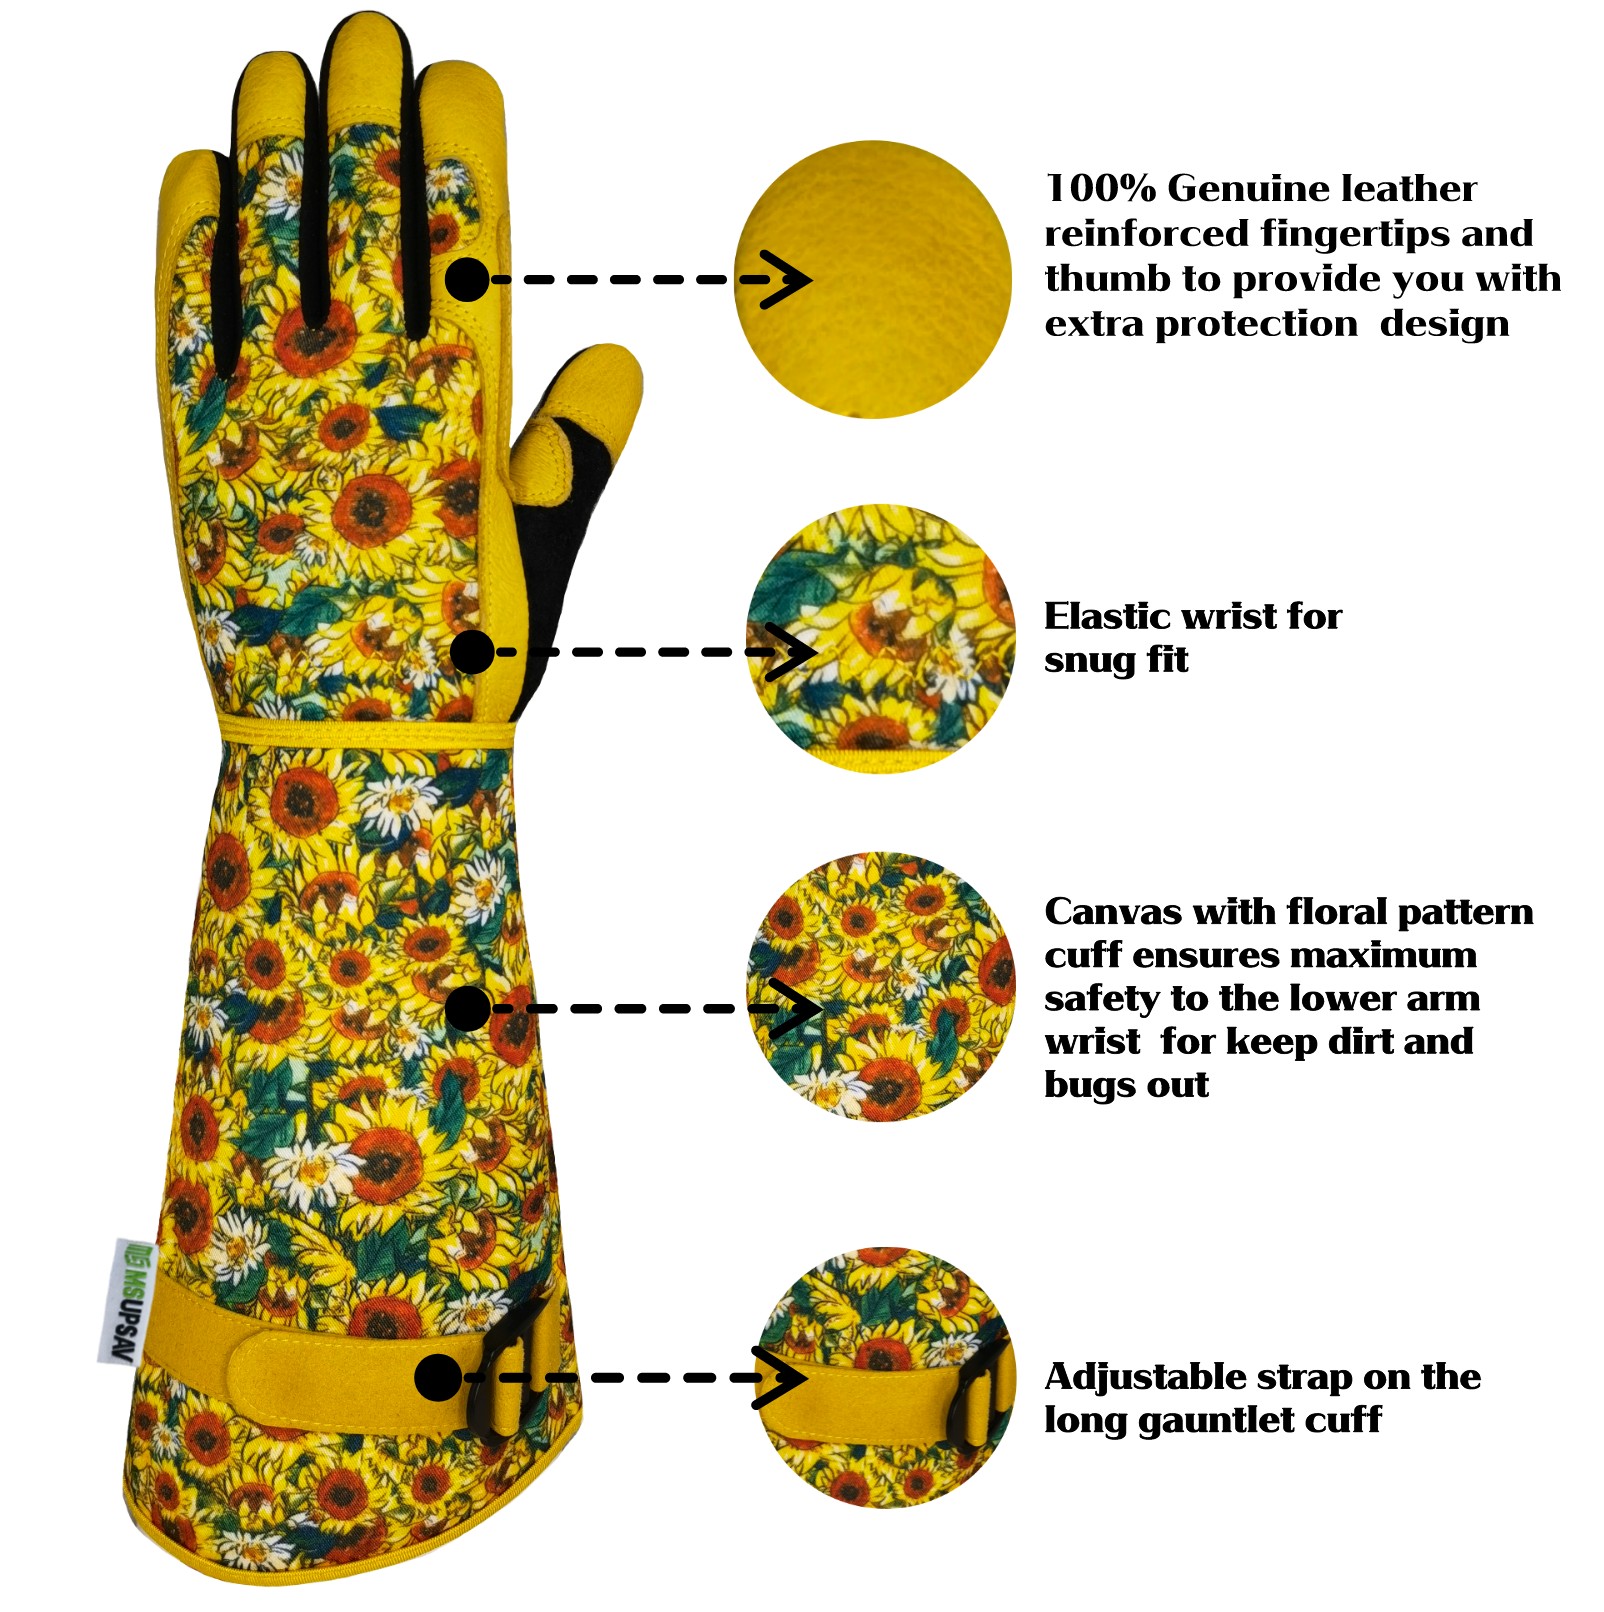 100% Genuine leather
reinforced fingertips and
thumb to provide you with
extra protection design
Elastic wrist for
snug fit
Canvas with floral pattern
cuff ensures maximum
safety to the lower arm
wrist for keep dirt and
bugs out
MSUPSAV
Adjustable strap on the
long gauntlet cuff